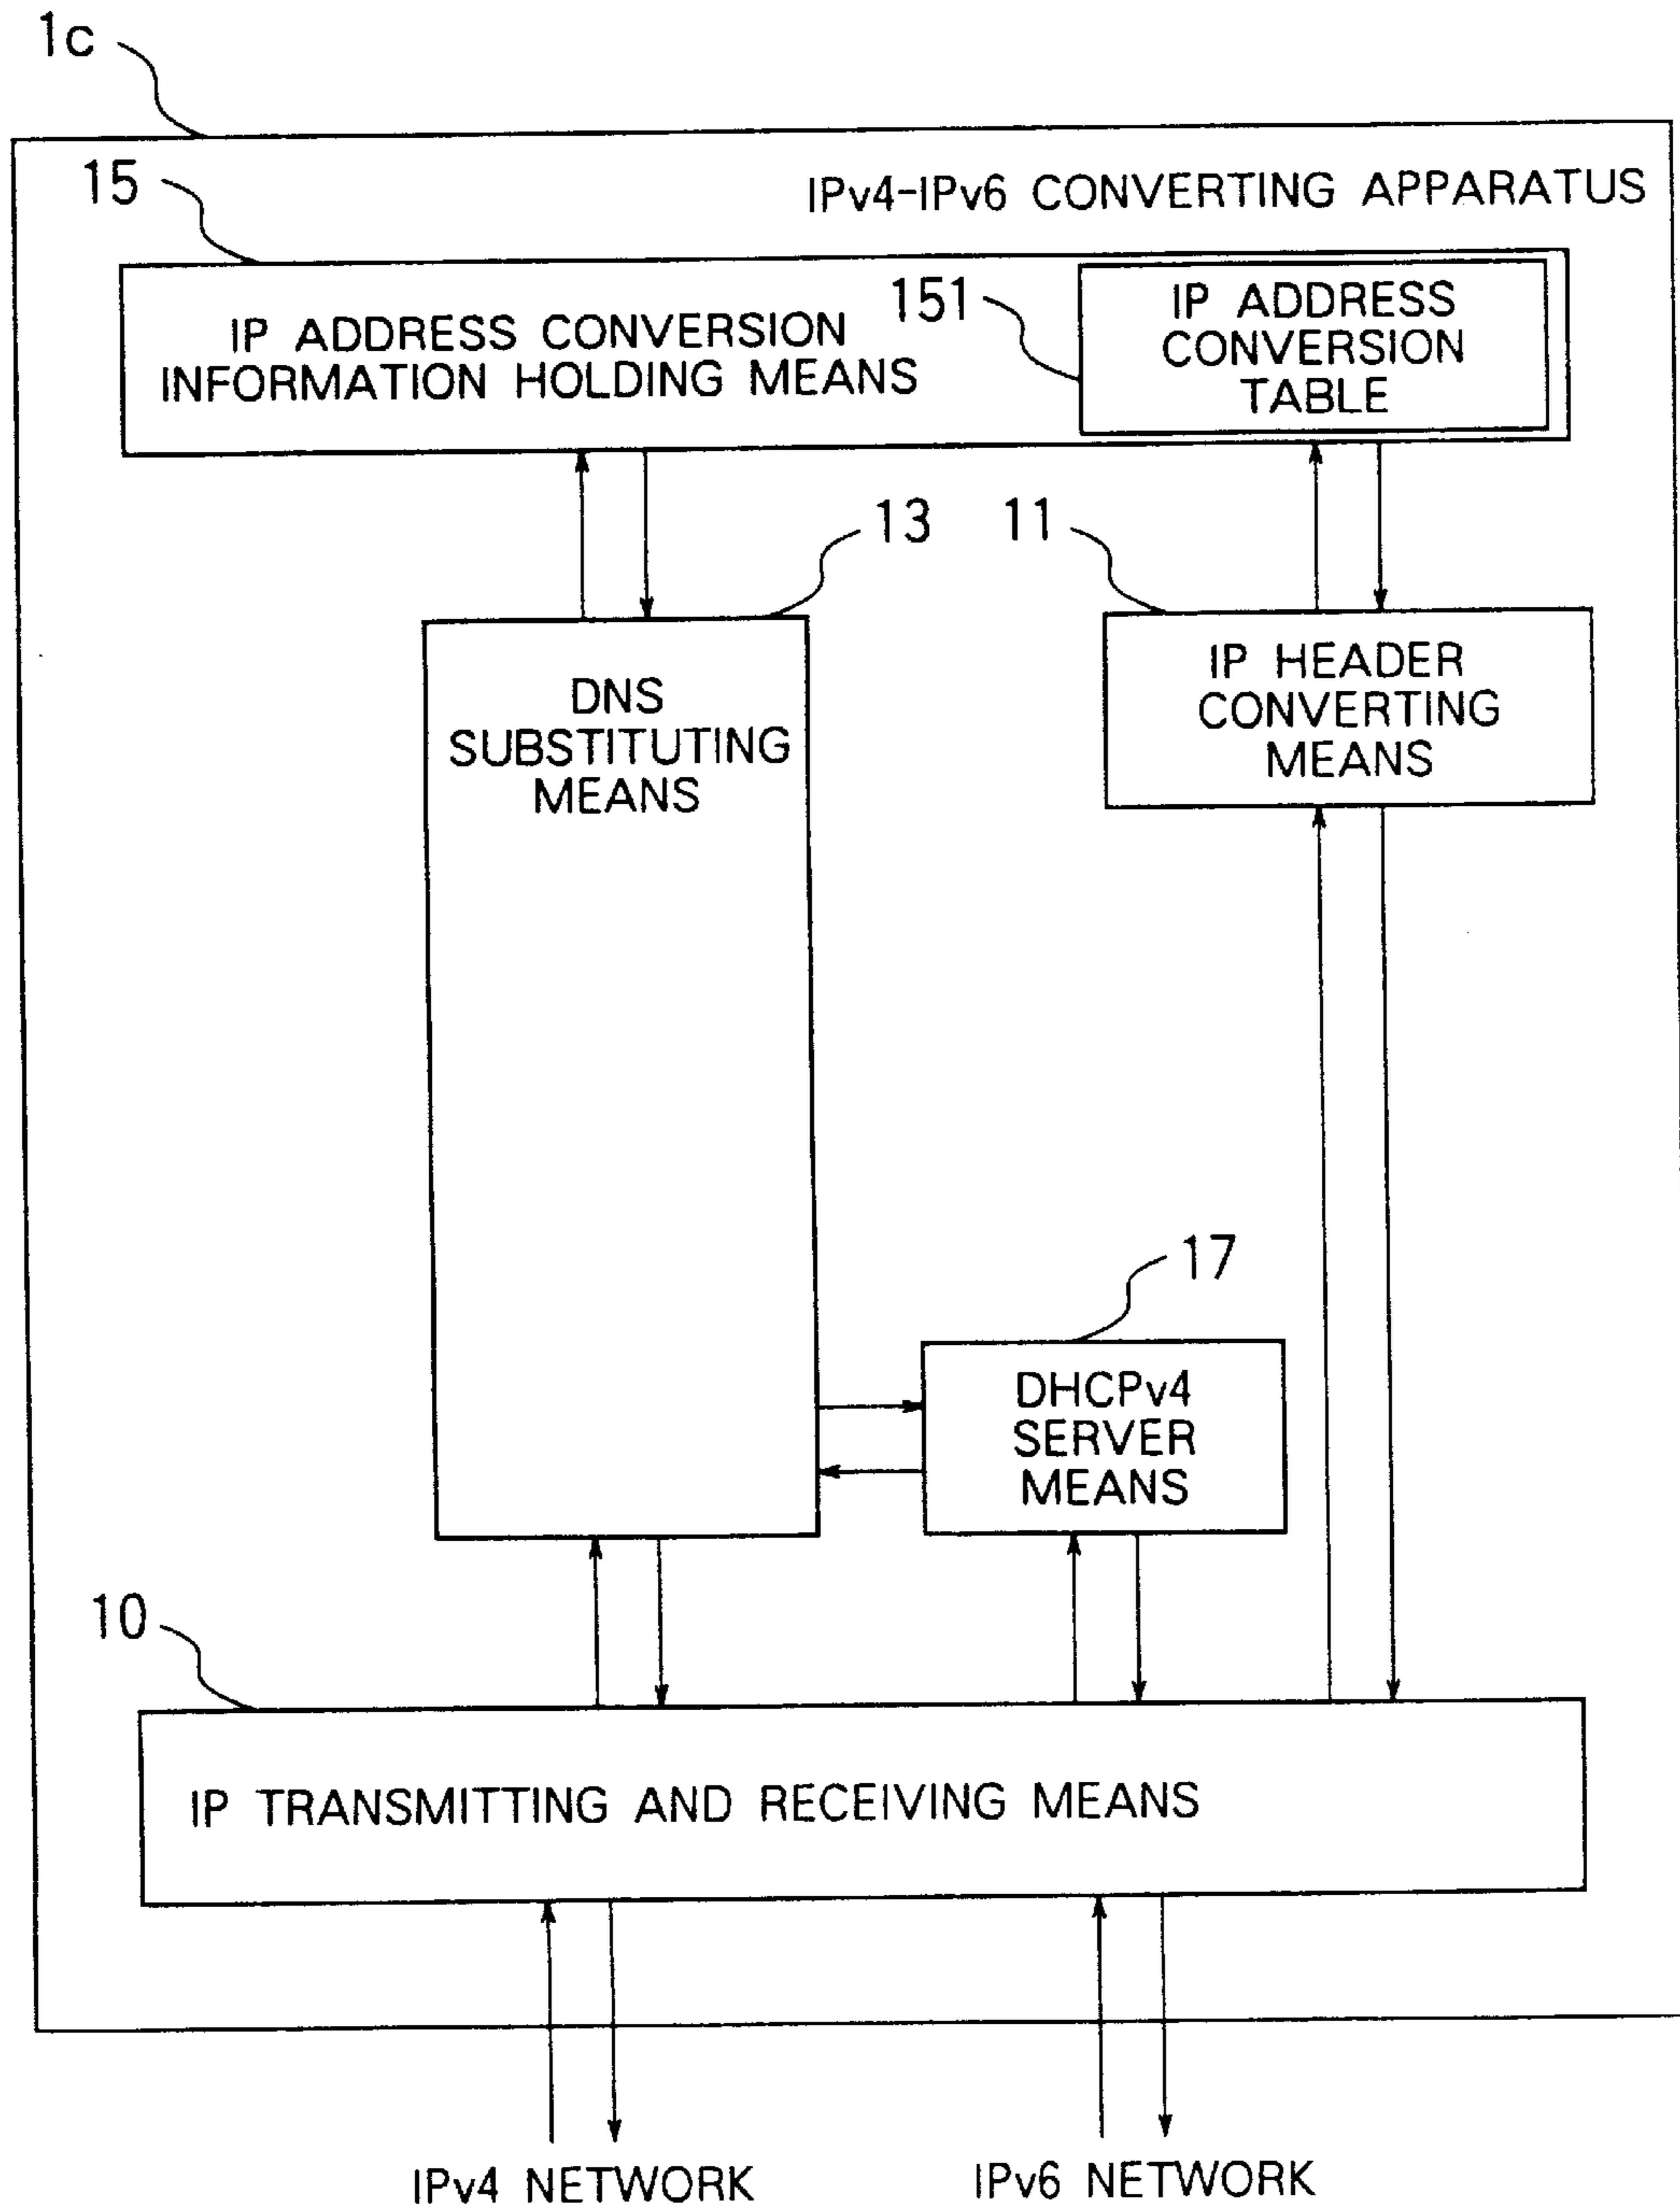 1c
15
IPv4-IPv6 CONVERTING APPARATUS
IP ADDRESS CONVERSION
INFORMATION HOLDING MEANS
151
IP ADDRESS
CONVERSION
TABLE
13
11
DNS
SUBSTITUTING
MEANS
IP HEADER
CONVERTING
MEANS
17
DHCPv4
SERVER
MEANS
10
IP TRANSMITTING AND RECEIVING MEANS
IPv4 NETWORK
IPv6 NETWORK